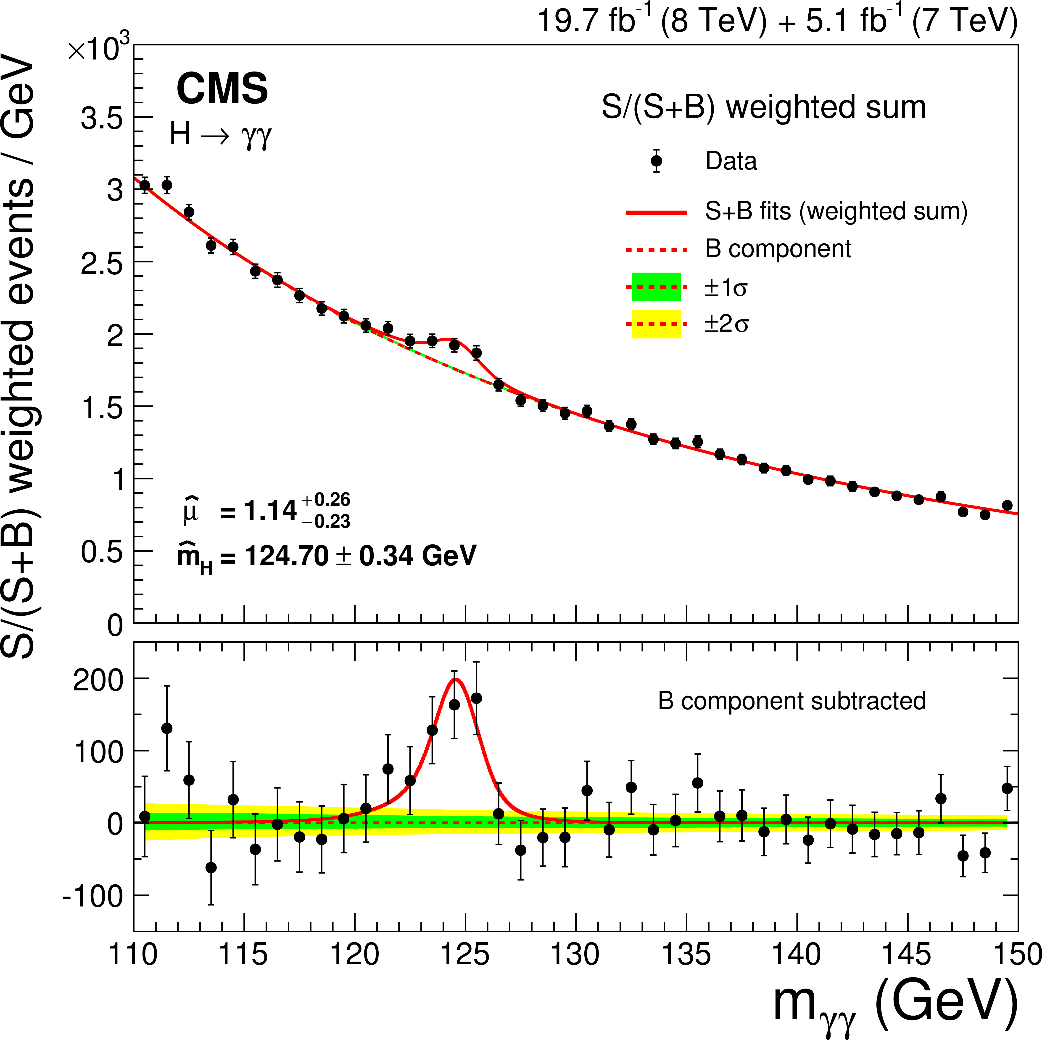 19.7 fb⁻¹ (8 TeV) + 5.1 fb⁻¹ (7 TeV)
×10³
S/(S+B) weighted events / GeV
CMS
H → γγ
S/(S+B) weighted sum
Data
S+B fits (weighted sum)
B component
±1σ
±2σ
3.5
3
2.5
2
1.5
1
0.5
0
μ̂ = 1.14 +0.26 −0.23
m̂_H = 124.70 ± 0.34 GeV
B component subtracted
200
100
0
-100
110 115 120 125 130 135 140 145 150
m_γγ (GeV)